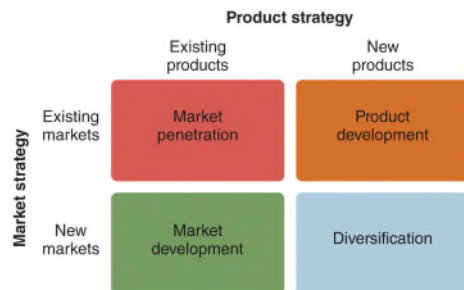 Product strategy
Existing
products
New
products
Market strategy
Existing
markets
Market
penetration
Product
development
New
markets
Market
development
Diversification